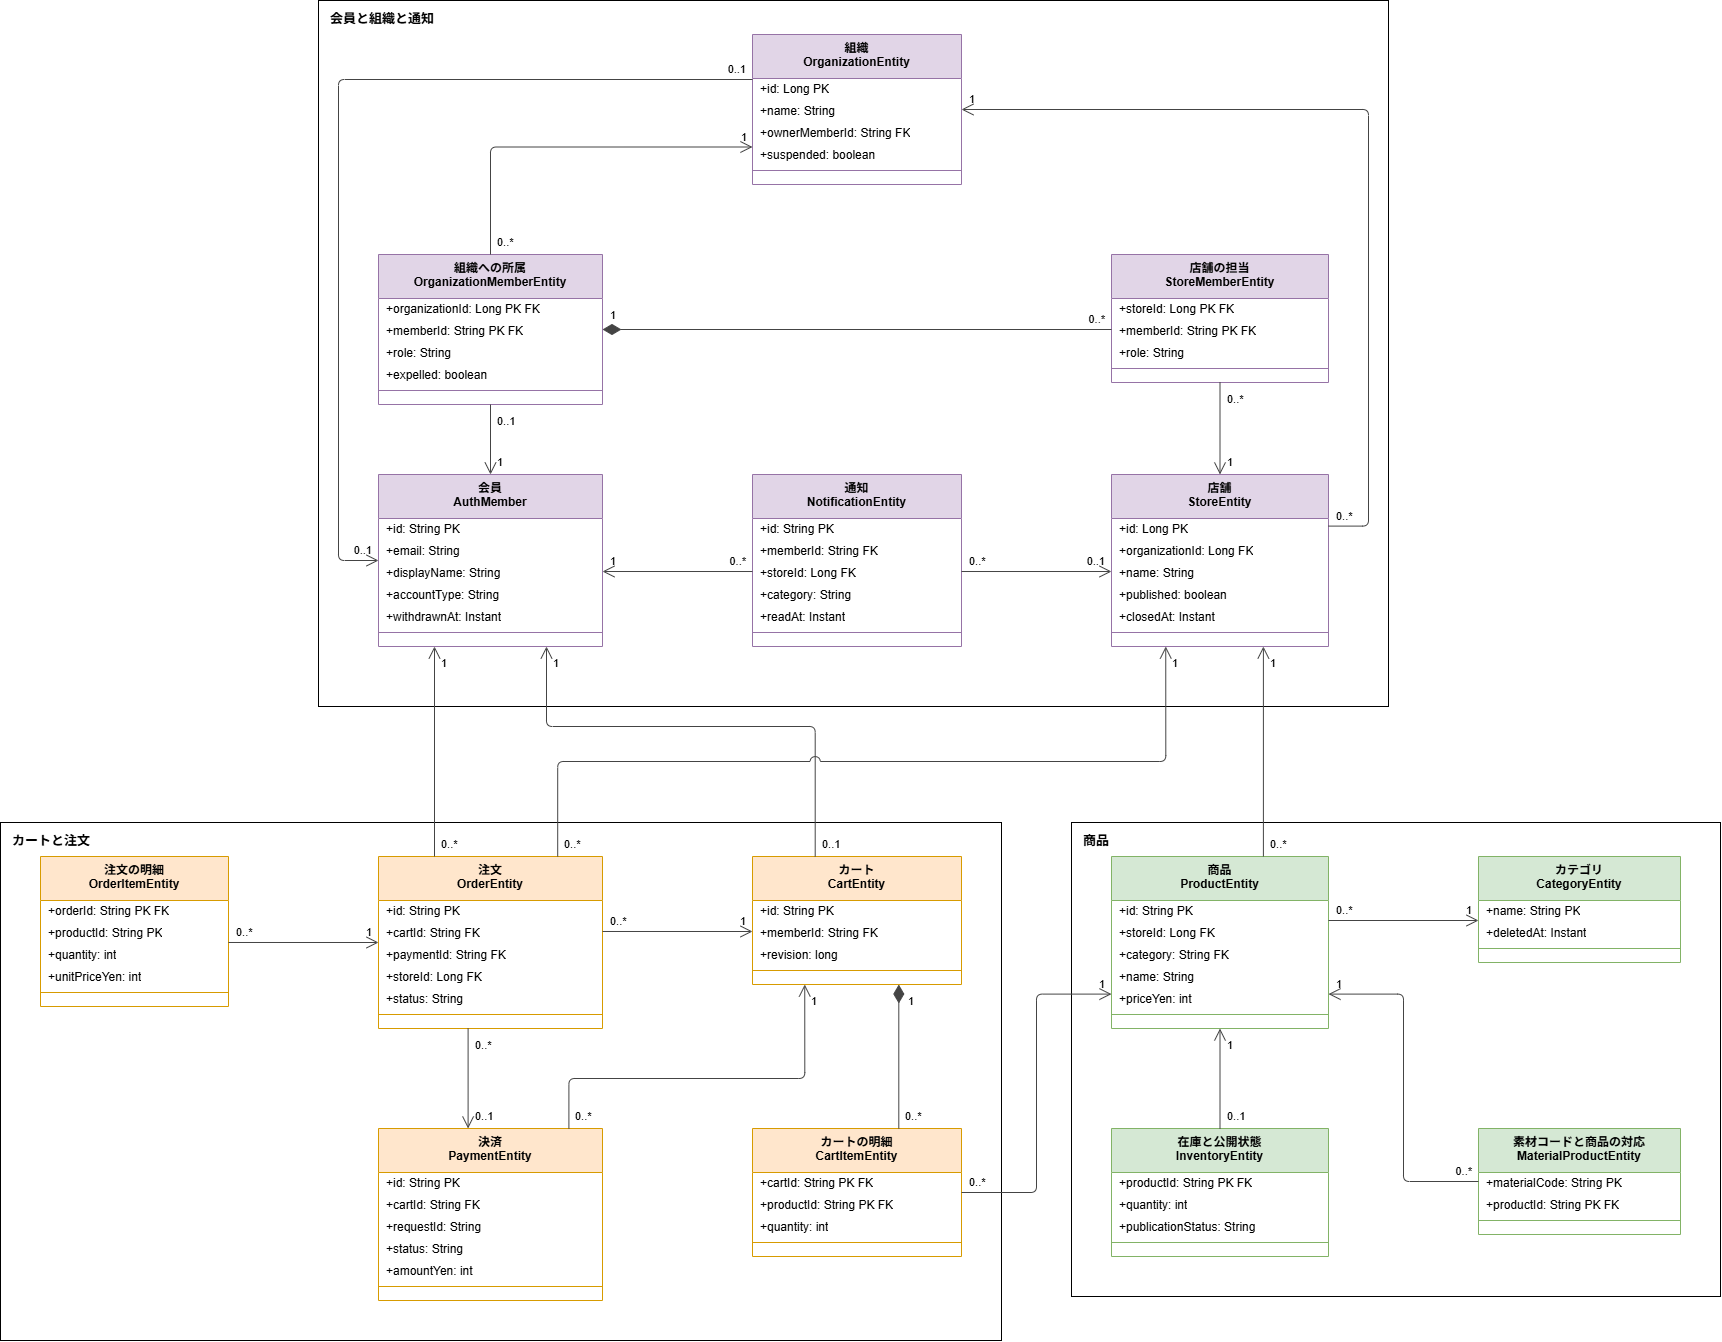 会員と組織と通知
組織
OrganizationEntity
+id: Long PK
+name: String
+ownerMemberId: String FK
+suspended: boolean
0..1
1
1
0..*
組織への所属
OrganizationMemberEntity
+organizationId: Long PK FK
+memberId: String PK FK
+role: String
+expelled: boolean
1
0..*
店舗の担当
StoreMemberEntity
+storeId: Long PK FK
+memberId: String PK FK
+role: String
0..1
1
0..*
1
会員
AuthMember
+id: String PK
+email: String
+displayName: String
+accountType: String
+withdrawnAt: Instant
0..1
1
0..*
通知
NotificationEntity
+id: String PK
+memberId: String FK
+storeId: Long FK
+category: String
+readAt: Instant
0..*
0..1
店舗
StoreEntity
+id: Long PK
+organizationId: Long FK
+name: String
+published: boolean
+closedAt: Instant
0..*
1
1
1
1
カートと注文
0..*
0..*
0..1
注文の明細
OrderItemEntity
+orderId: String PK FK
+productId: String PK
+quantity: int
+unitPriceYen: int
0..*
1
注文
OrderEntity
+id: String PK
+cartId: String FK
+paymentId: String FK
+storeId: Long FK
+status: String
0..*
1
カート
CartEntity
+id: String PK
+memberId: String FK
+revision: long
1
1
0..*
0..1
0..*
0..*
決済
PaymentEntity
+id: String PK
+cartId: String FK
+requestId: String
+status: String
+amountYen: int
カートの明細
CartItemEntity
+cartId: String PK FK
+productId: String PK FK
+quantity: int
0..*
1
商品
0..*
商品
ProductEntity
+id: String PK
+storeId: Long FK
+category: String FK
+name: String
+priceYen: int
0..*
1
カテゴリ
CategoryEntity
+name: String PK
+deletedAt: Instant
1
1
0..1
在庫と公開状態
InventoryEntity
+productId: String PK FK
+quantity: int
+publicationStatus: String
0..*
素材コードと商品の対応
MaterialProductEntity
+materialCode: String PK
+productId: String PK FK